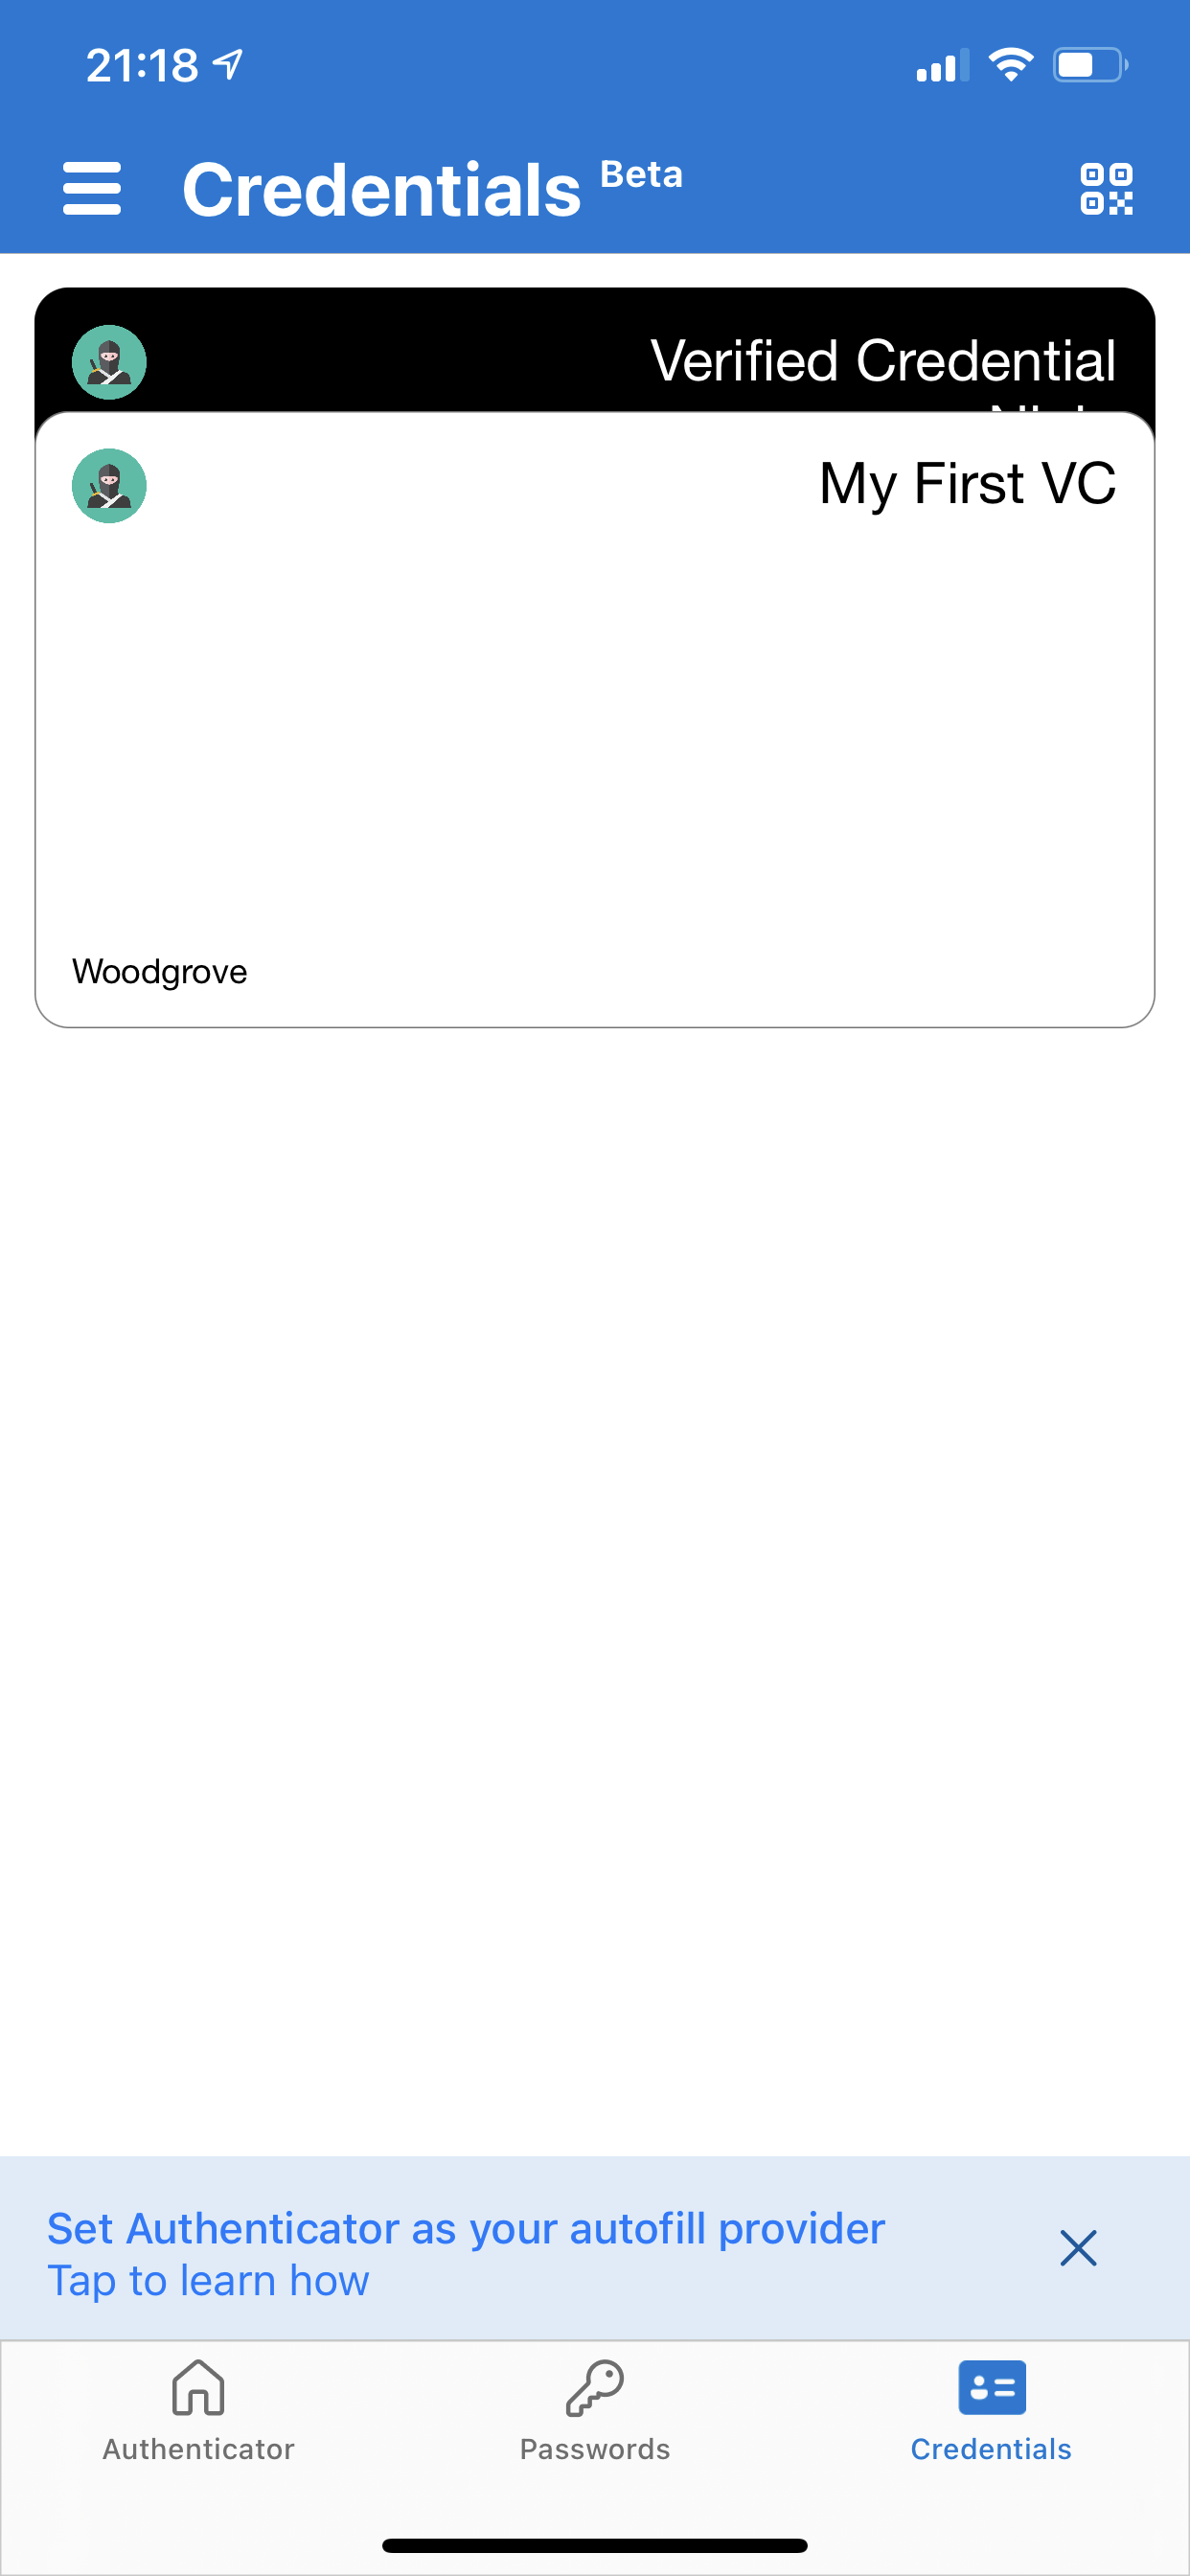 21:18
Credentials Beta
Verified Credential
My First VC
Woodgrove
Set Authenticator as your autofill provider
Tap to learn how
Authenticator
Passwords
Credentials